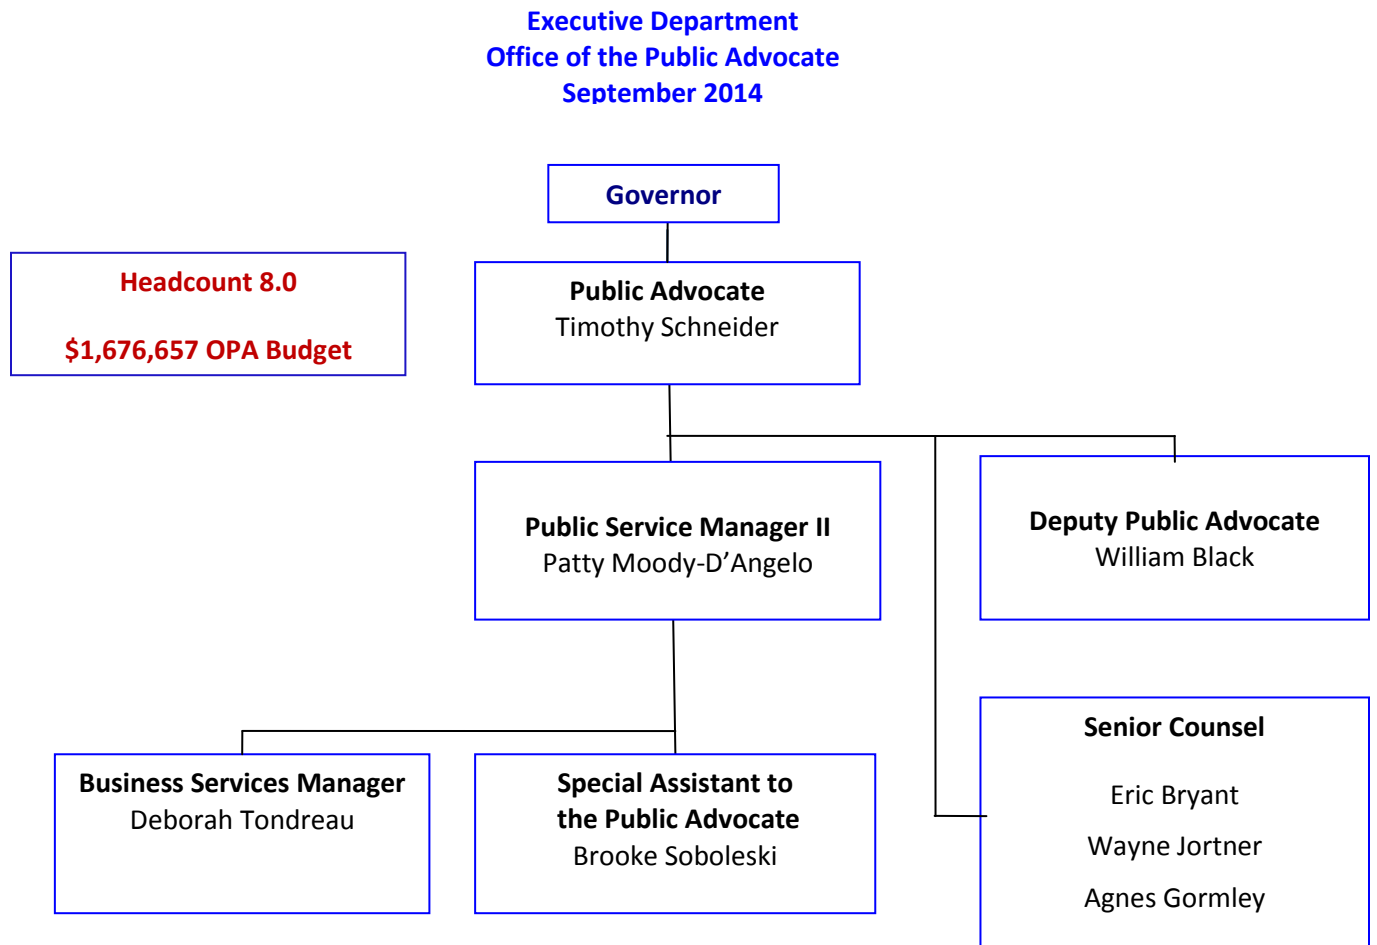 Executive Department
Office of the Public Advocate
September 2014
Governor
Headcount 8.0
$1,676,657 OPA Budget
Public Advocate
Timothy Schneider
Public Service Manager II
Patty Moody-D’Angelo
Deputy Public Advocate
William Black
Business Services Manager
Deborah Tondreau
Special Assistant to
the Public Advocate
Brooke Soboleski
Senior Counsel
Eric Bryant
Wayne Jortner
Agnes Gormley